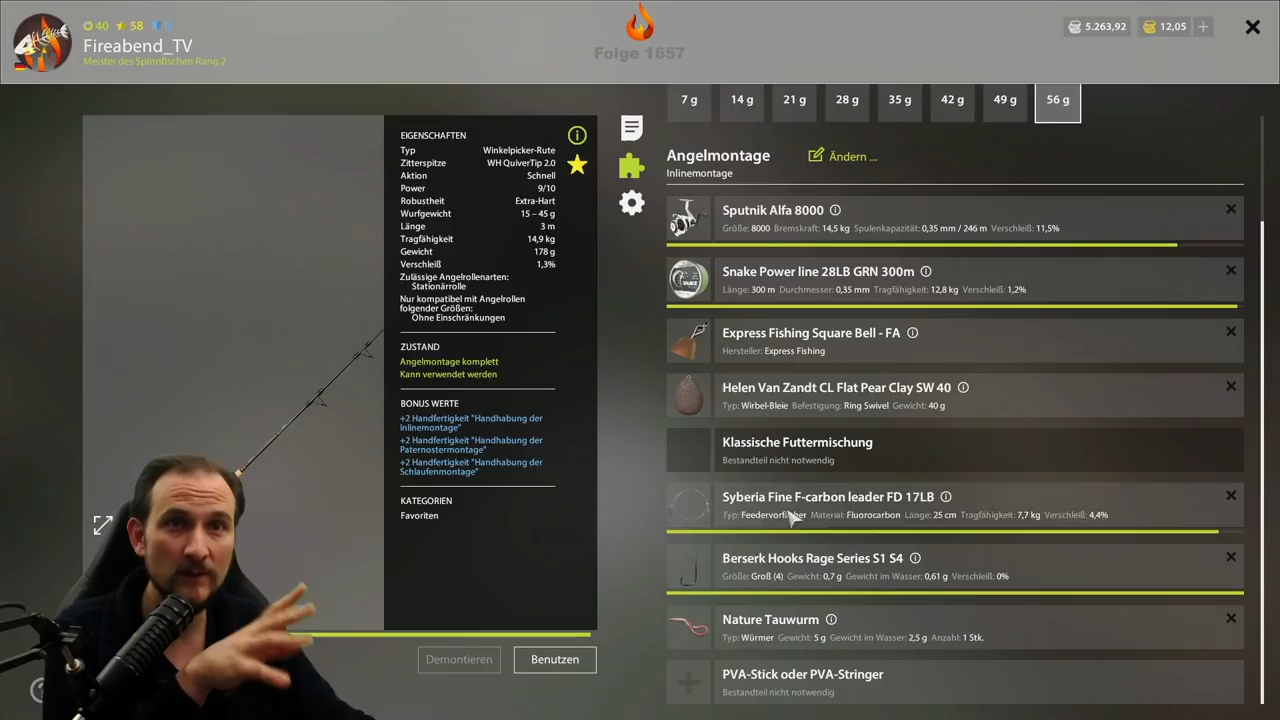 40 58 0
Fireabend_TV
Meister des Spinnfischen Rang 2
Folge 1657
5.263,92 12,05
7 g 14 g 21 g 28 g 35 g 42 g 49 g 56 g
EIGENSCHAFTEN
Typ Winkelpicker-Rute
Zitterspitze WH QuiverTip 2.0
Aktion Schnell
Power 9/10
Robustheit Extra-Hart
Wurfgewicht 15 – 45 g
Länge 3 m
Tragfähigkeit 14,9 kg
Gewicht 178 g
Verschleiß 1,3%
Zulässige Angelrollenarten:
Stationärrolle
Nur kompatibel mit Angelrollen
folgender Größen:
Ohne Einschränkungen
ZUSTAND
Angelmontage komplett
Kann verwendet werden
BONUS WERTE
+2 Handfertigkeit "Handhabung der
Inlinemontage"
+2 Handfertigkeit "Handhabung der
Paternostermontage"
+2 Handfertigkeit "Handhabung der
Schlaufenmontage"
KATEGORIEN
Favoriten
Demontieren Benutzen
Angelmontage Ändern ...
Inlinemontage
Sputnik Alfa 8000
Größe: 8000 Bremskraft: 14,5 kg Spulenkapazität: 0,35 mm / 246 m Verschleiß: 11,5%
Snake Power line 28LB GRN 300m
Länge: 300 m Durchmesser: 0,35 mm Tragfähigkeit: 12,8 kg Verschleiß: 1,2%
Express Fishing Square Bell - FA
Hersteller: Express Fishing
Helen Van Zandt CL Flat Pear Clay SW 40
Typ: Wirbel-Bleie Befestigung: Ring Swivel Gewicht: 40 g
Klassische Futtermischung
Bestandteil nicht notwendig
Syberia Fine F-carbon leader FD 17LB
Typ: Material: Fluorocarbon Länge: 25 cm Tragfähigkeit: 7,7 kg Verschleiß: 4,4%
Berserk Hooks Rage Series S1 S4
Größe: Groß (4) Gewicht: 0,7 g Gewicht im Wasser: 0,61 g Verschleiß: 0%
Nature Tauwurm
Typ: Würmer Gewicht: 5 g Gewicht im Wasser: 2,5 g Anzahl: 1 Stk.
PVA-Stick oder PVA-Stringer
Bestandteil nicht notwendig